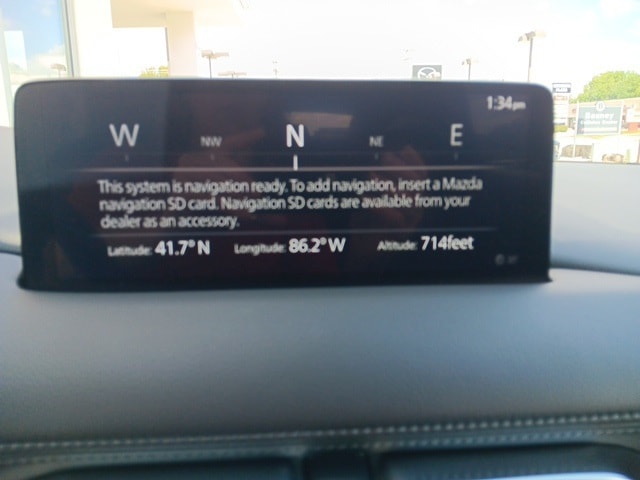 1:34pm
W NW N NE E
This system is navigation ready. To add navigation, insert a Mazda
navigation SD card. Navigation SD cards are available from your
dealer as an accessory.
Latitude: 41.7° N Longitude: 86.2° W Altitude: 714feet